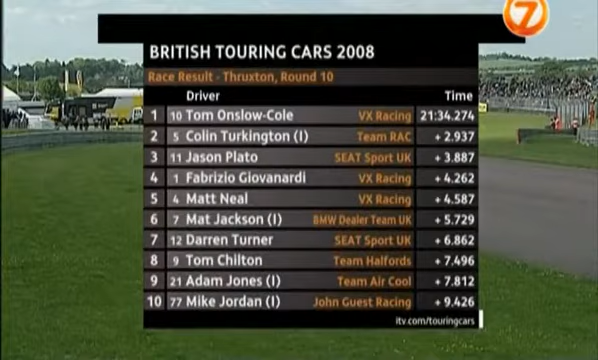 7
BRITISH TOURING CARS 2008
Race Result - Thruxton, Round 10
Driver Time
1 10 Tom Onslow-Cole VX Racing 21:34.274
2 5 Colin Turkington (I) Team RAC + 2.937
3 11 Jason Plato SEAT Sport UK + 3.887
4 1 Fabrizio Giovanardi VX Racing + 4.262
5 4 Matt Neal VX Racing + 4.587
6 7 Mat Jackson (I) BMW Dealer Team UK + 5.729
7 12 Darren Turner SEAT Sport UK + 6.862
8 9 Tom Chilton Team Halfords + 7.496
9 21 Adam Jones (I) Team Air Cool + 7.812
10 77 Mike Jordan (I) John Guest Racing + 9.426
itv.com/touringcars